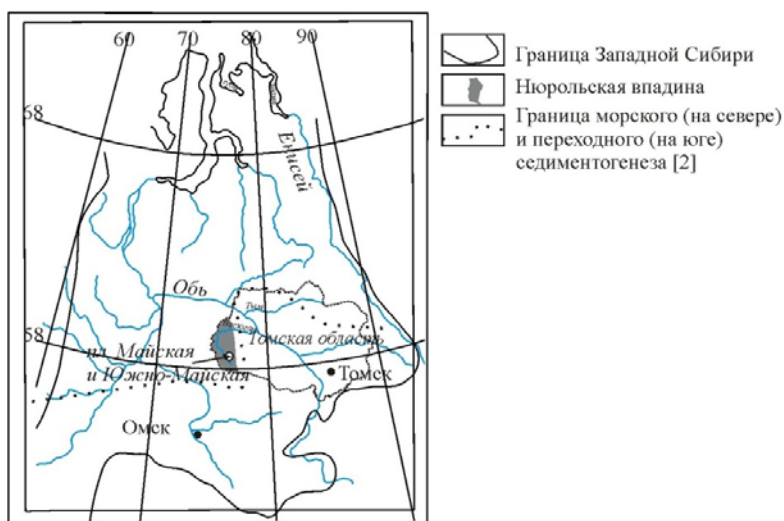 60 70 80 90
68
Енисей
Обь
58
Томская область
пл. Майская
и Южно-Майская
Томск
Омск
Граница Западной Сибири
Нюрольская впадина
Граница морского (на севере)
и переходного (на юге)
седиментогенеза [2]